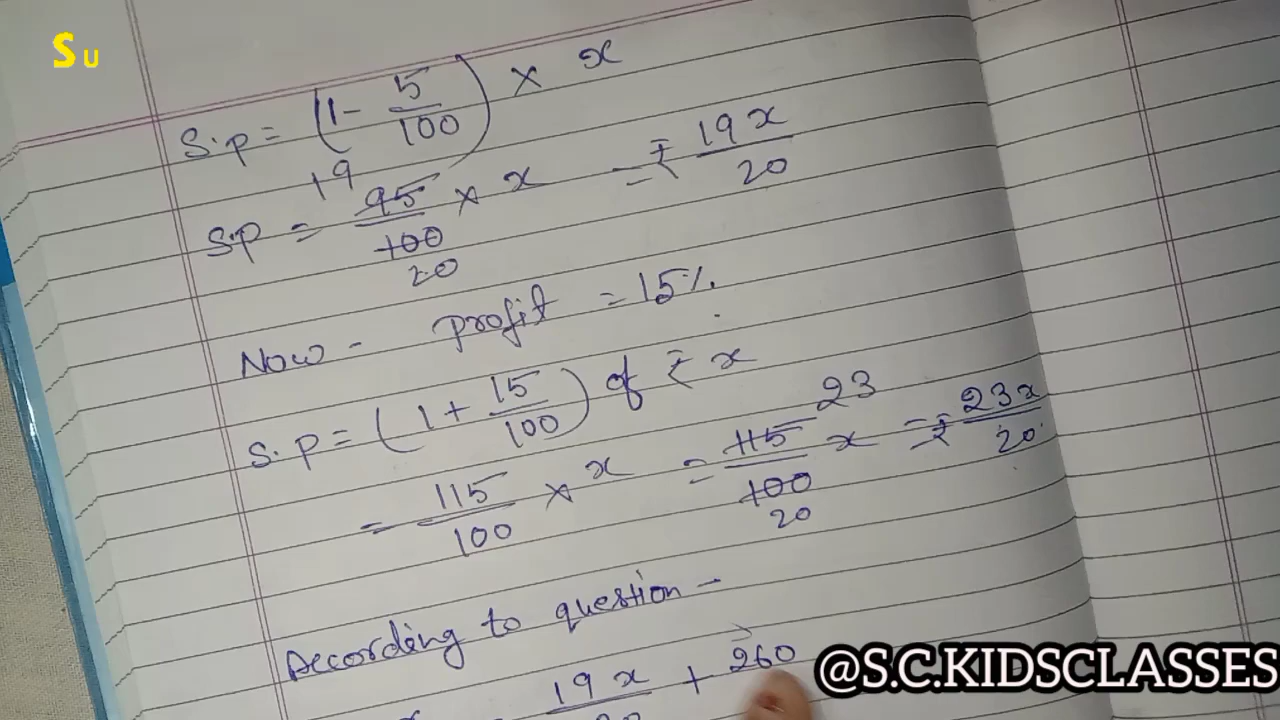 Su
S.p = (1 - 5/100) × x
S.p = 95/100 × x = ₹ 19x/20
19
20
Now - profit = 15%.
S.p = (1 + 15/100) of ₹ x
= 115/100 × x = 115/100 x = ₹ 23x/20
23
20
According to question -
19x/20 + 260
@S.C.KIDSCLASSES